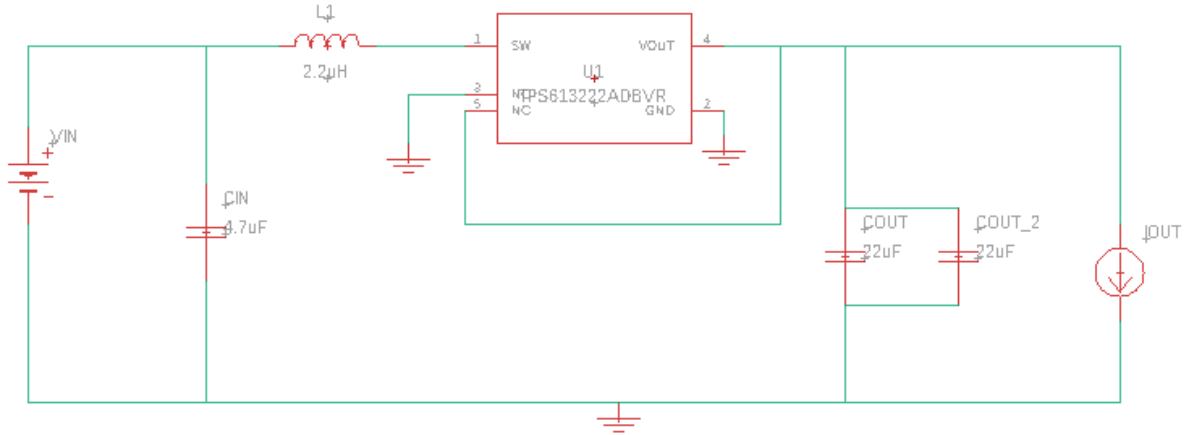 L1
2.2uH
1
SW
VOUT
4
U1
3
TPS613222ADBVR
5
NC
GND
2
VIN
+
-
CIN
4.7uF
COUT
22uF
COUT_2
22uF
IOUT